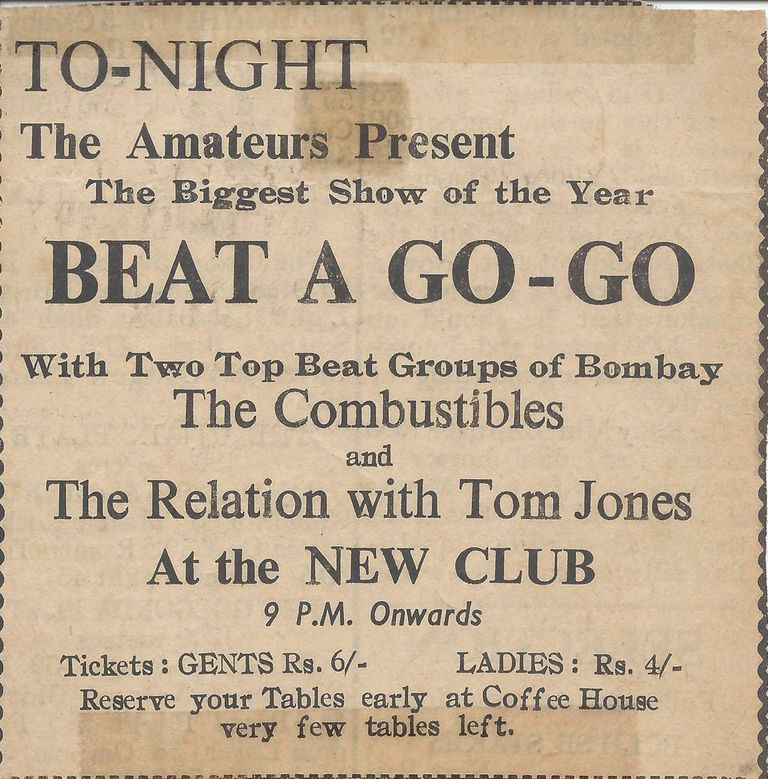 TO-NIGHT
The Amateurs Present
The Biggest Show of the Year
BEAT A GO-GO
With Two Top Beat Groups of Bombay
The Combustibles
and
The Relation with Tom Jones
At the NEW CLUB
9 P.M. Onwards
Tickets : GENTS Rs. 6/- LADIES : Rs. 4/-
Reserve your Tables early at Coffee House
very few tables left.